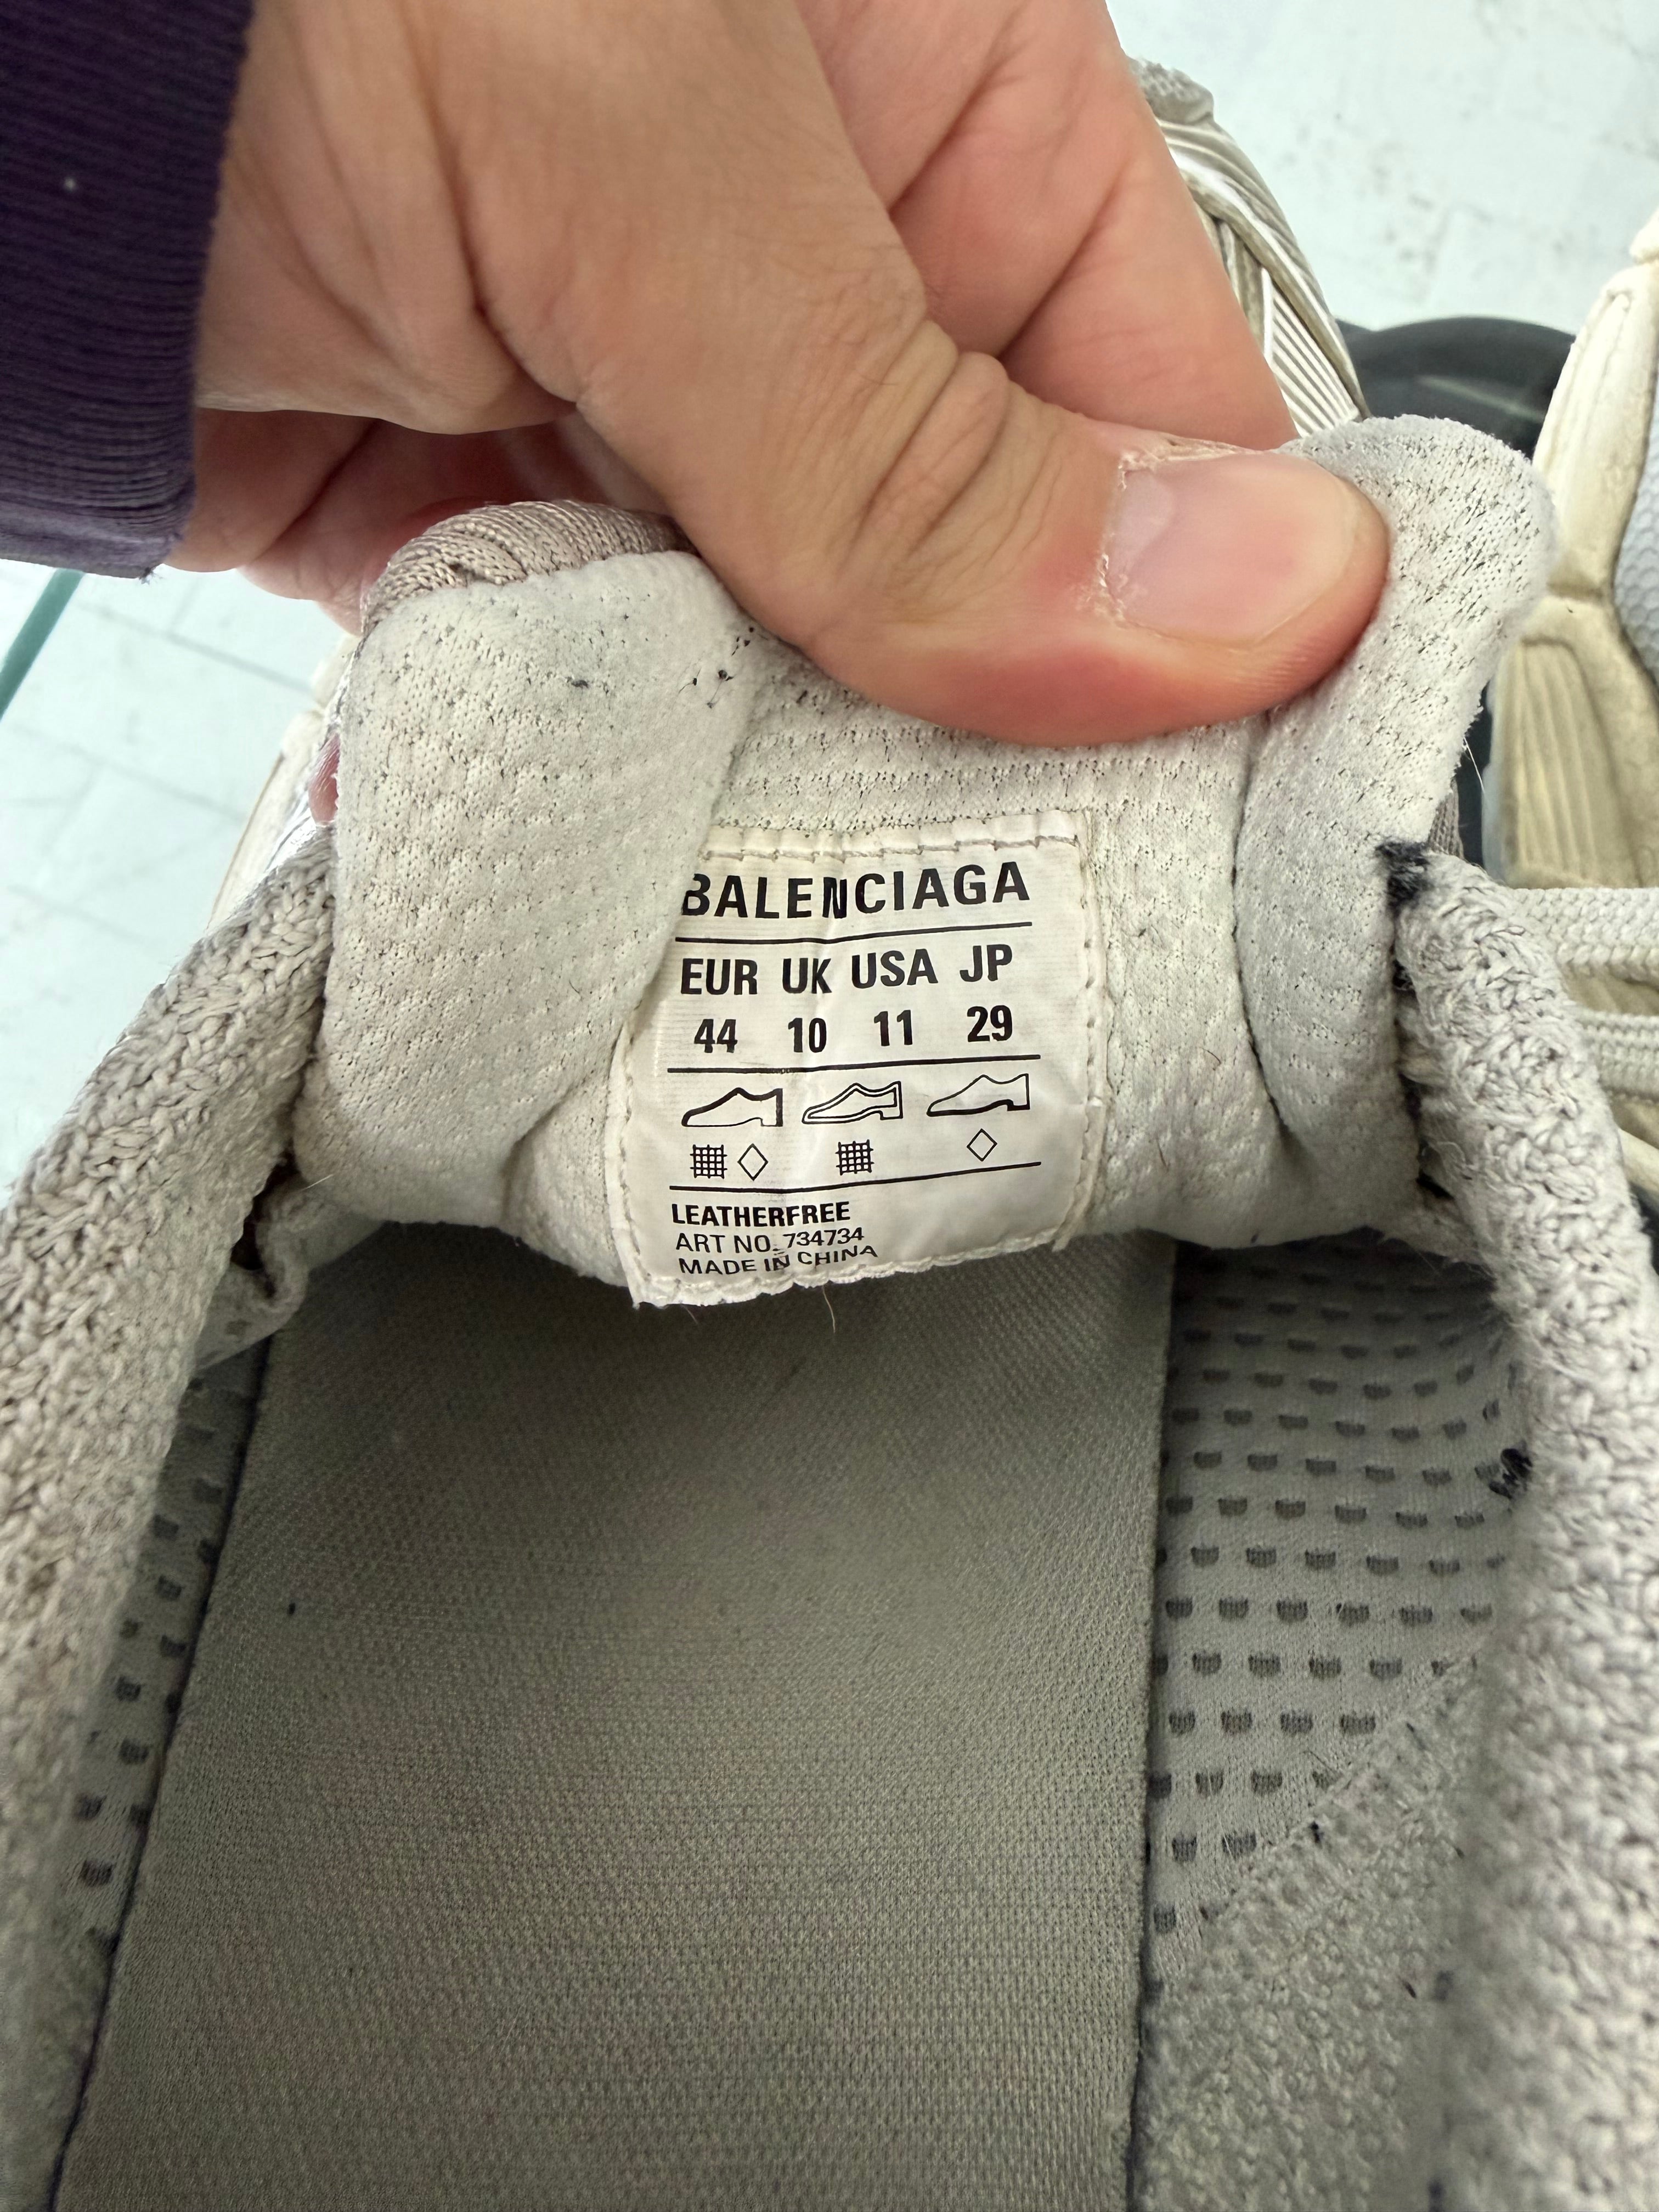 BALENCIAGA
EUR UK USA JP
44 10 11 29
LEATHERFREE
ART NO. 734734
MADE IN CHINA